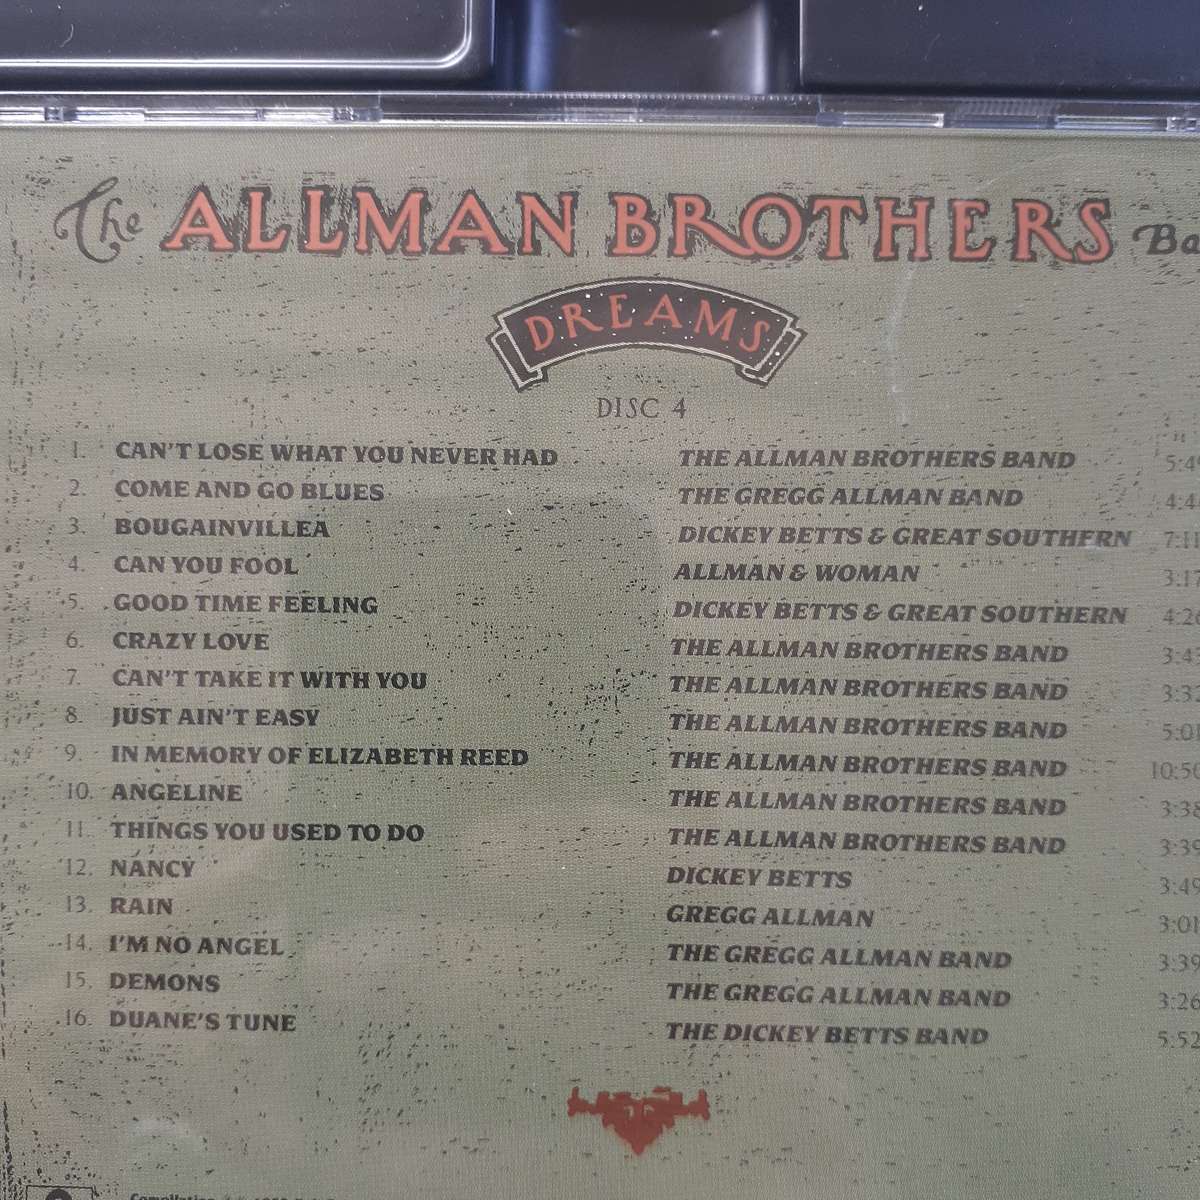 The ALLMAN BROTHERS
DREAMS
DISC 4
1. CAN'T LOSE WHAT YOU NEVER HAD THE ALLMAN BROTHERS BAND
2. COME AND GO BLUES THE GREGG ALLMAN BAND
3. BOUGAINVILLEA DICKEY BETTS & GREAT SOUTHERN 7:11
4. CAN YOU FOOL ALLMAN & WOMAN 3:17
5. GOOD TIME FEELING DICKEY BETTS & GREAT SOUTHERN
6. CRAZY LOVE THE ALLMAN BROTHERS BAND
7. CAN'T TAKE IT WITH YOU THE ALLMAN BROTHERS BAND
8. JUST AIN'T EASY THE ALLMAN BROTHERS BAND 5:01
9. IN MEMORY OF ELIZABETH REED THE ALLMAN BROTHERS BAND
10. ANGELINE THE ALLMAN BROTHERS BAND 3:38
11. THINGS YOU USED TO DO THE ALLMAN BROTHERS BAND 3:39
12. NANCY DICKEY BETTS 3:49
13. RAIN GREGG ALLMAN 3:01
14. I'M NO ANGEL THE GREGG ALLMAN BAND 3:39
15. DEMONS THE GREGG ALLMAN BAND 3:26
16. DUANE'S TUNE THE DICKEY BETTS BAND 5:52